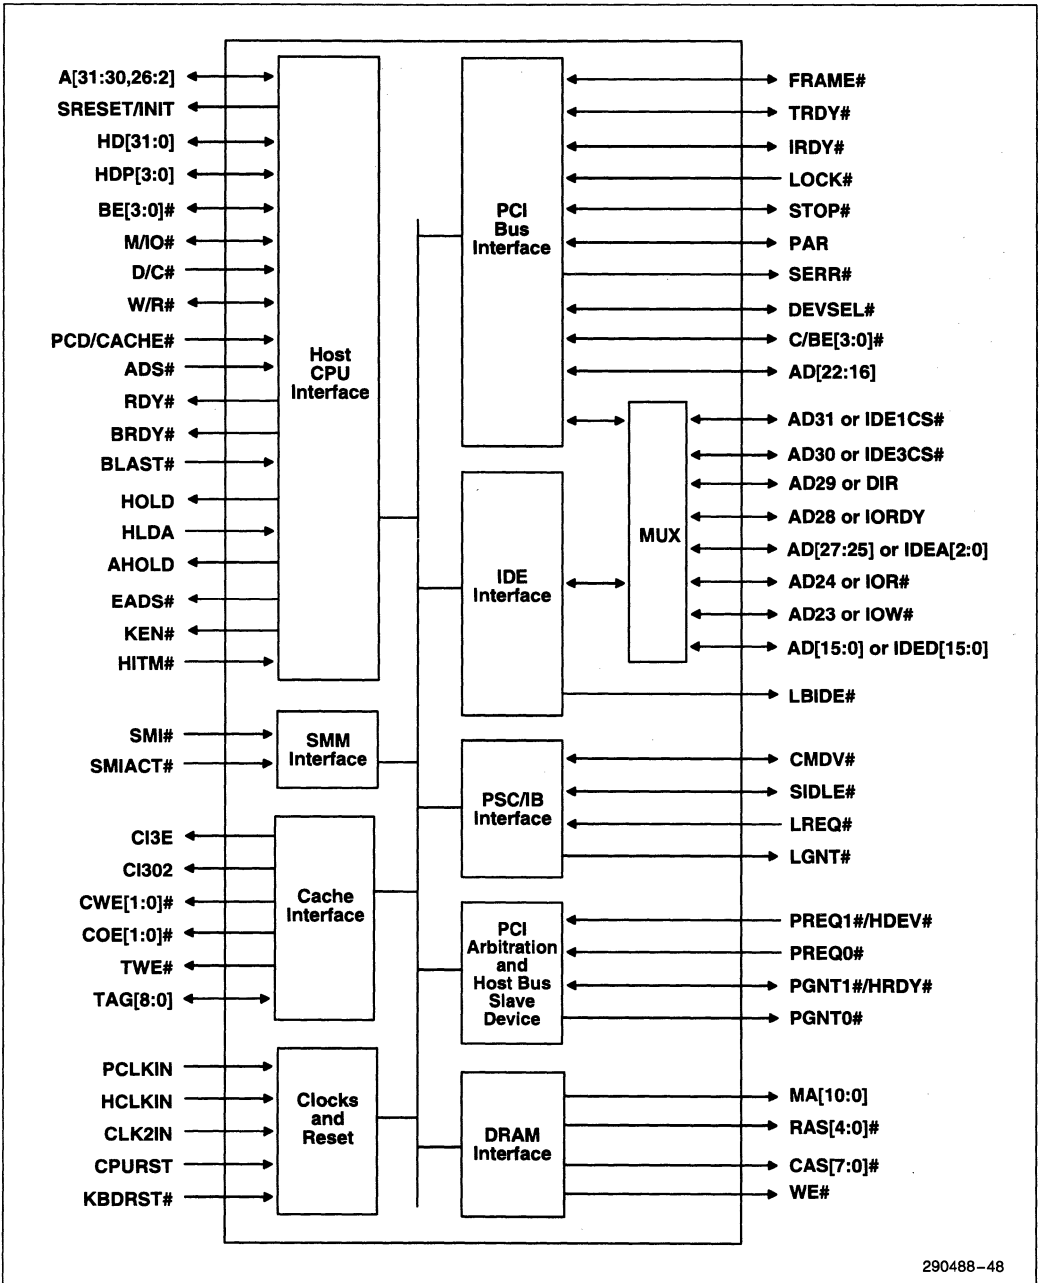 A[31:30,26:2]
SRESET/INIT
HD[31:0]
HDP[3:0]
BE[3:0]#
M/IO#
D/C#
W/R#
PCD/CACHE#
ADS#
RDY#
BRDY#
BLAST#
HOLD
HLDA
AHOLD
EADS#
KEN#
HITM#
Host
CPU
Interface
SMI#
SMIACT#
SMM
Interface
CI3E
CI302
CWE[1:0]#
COE[1:0]#
TWE#
TAG[8:0]
Cache
Interface
PCLKIN
HCLKIN
CLK2IN
CPURST
KBDRST#
Clocks
and
Reset
PCI
Bus
Interface
FRAME#
TRDY#
IRDY#
LOCK#
STOP#
PAR
SERR#
DEVSEL#
C/BE[3:0]#
AD[22:16]
MUX
AD31 or IDE1CS#
AD30 or IDE3CS#
AD29 or DIR
AD28 or IORDY
AD[27:25] or IDEA[2:0]
AD24 or IOR#
AD23 or IOW#
AD[15:0] or IDED[15:0]
IDE
Interface
LBIDE#
PSC/IB
Interface
CMDV#
SIDLE#
LREQ#
LGNT#
PCI
Arbitration
and
Host Bus
Slave
Device
PREQ1#/HDEV#
PREQ0#
PGNT1#/HRDY#
PGNT0#
DRAM
Interface
MA[10:0]
RAS[4:0]#
CAS[7:0]#
WE#
290488–48